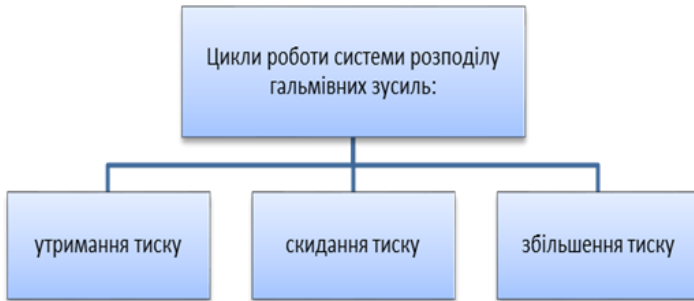 Цикли роботи системи розподілу
гальмівних зусиль:
утримання тиску
скидання тиску
збільшення тиску